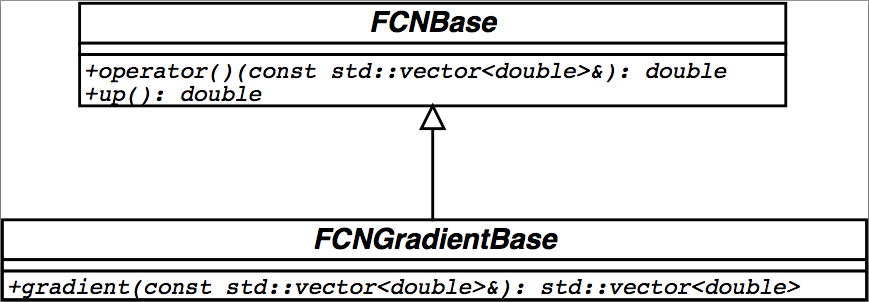 FCNBase
+operator()(const std::vector<double>&): double
+up(): double
FCNGradientBase
+gradient(const std::vector<double>&): std::vector<double>